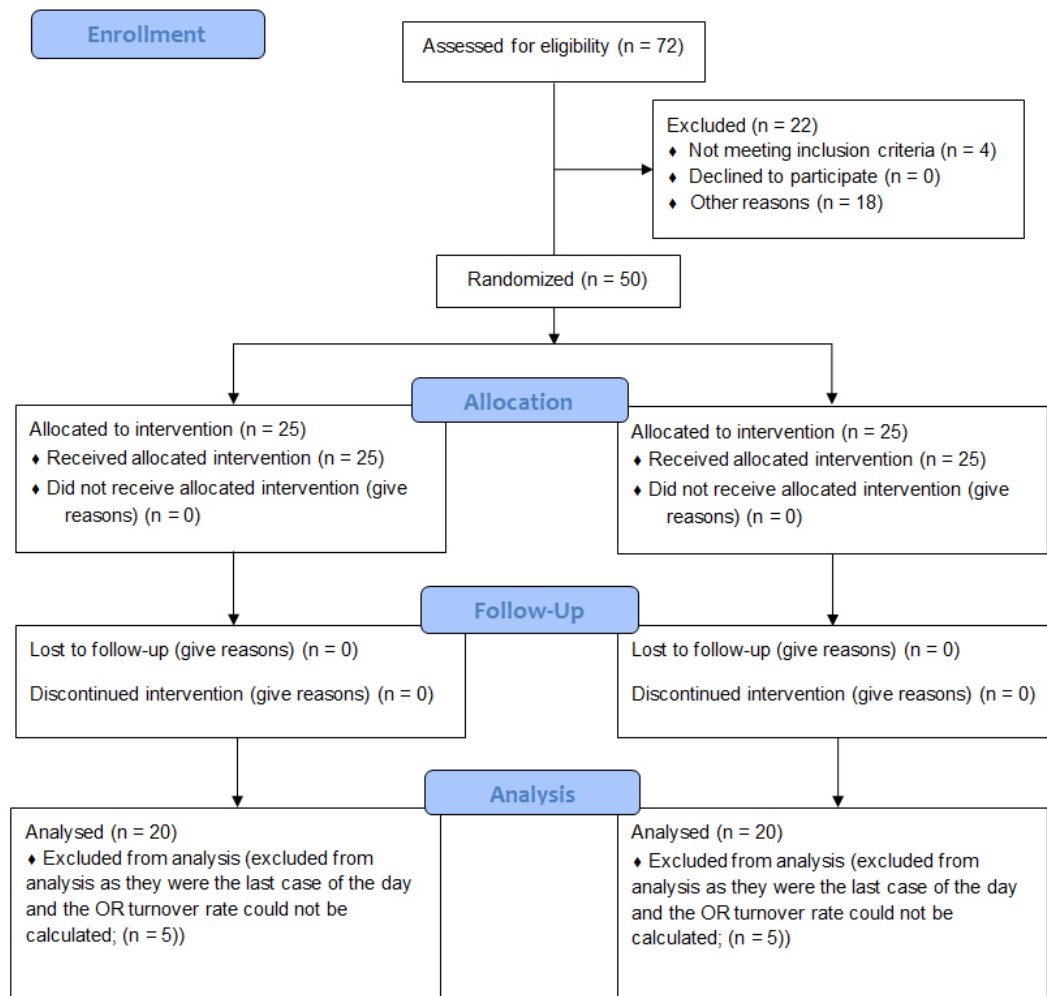 Enrollment
Assessed for eligibility (n = 72)
Excluded (n = 22)
♦ Not meeting inclusion criteria (n = 4)
♦ Declined to participate (n = 0)
♦ Other reasons (n = 18)
Randomized (n = 50)
Allocation
Allocated to intervention (n = 25)
♦ Received allocated intervention (n = 25)
♦ Did not receive allocated intervention (give
reasons) (n = 0)
Allocated to intervention (n = 25)
♦ Received allocated intervention (n = 25)
♦ Did not receive allocated intervention (give
reasons) (n = 0)
Follow-Up
Lost to follow-up (give reasons) (n = 0)
Discontinued intervention (give reasons) (n = 0)
Lost to follow-up (give reasons) (n = 0)
Discontinued intervention (give reasons) (n = 0)
Analysis
Analysed (n = 20)
♦ Excluded from analysis (excluded from
analysis as they were the last case of the day
and the OR turnover rate could not be
calculated; (n = 5))
Analysed (n = 20)
♦ Excluded from analysis (excluded from
analysis as they were the last case of the day
and the OR turnover rate could not be
calculated; (n = 5))